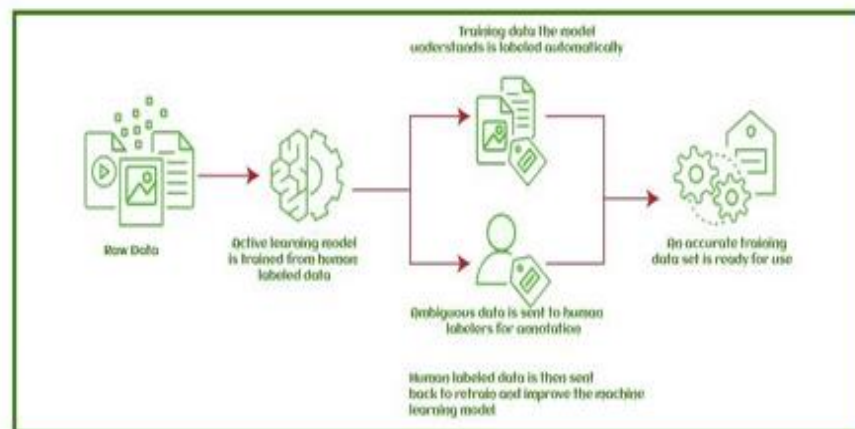 Training data the model
understands is labeled automatically
Raw Data
Active learning model
is trained from human
labeled data
An accurate training
data set is ready for use
Ambiguous data is sent to human
labelers for annotation
Human labeled data is then sent
back to retrain and improve the machine
learning model